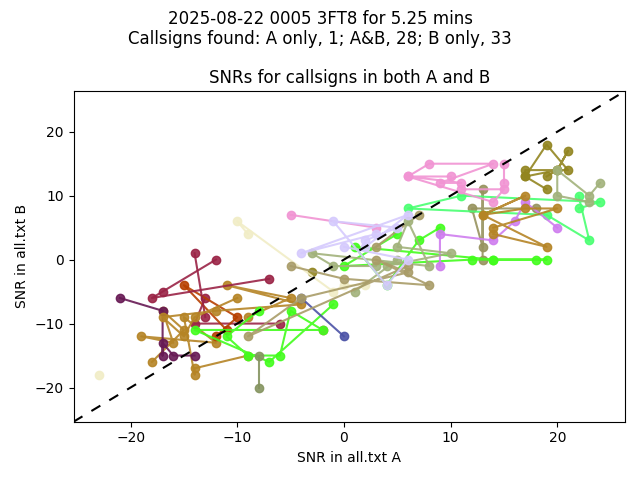 2025-08-22 0005 3FT8 for 5.25 mins
Callsigns found: A only, 1; A&B, 28; B only, 33
SNRs for callsigns in both A and B
SNR in all.txt B
20
10
0
−10
−20
−20
−10
0
10
20
SNR in all.txt A